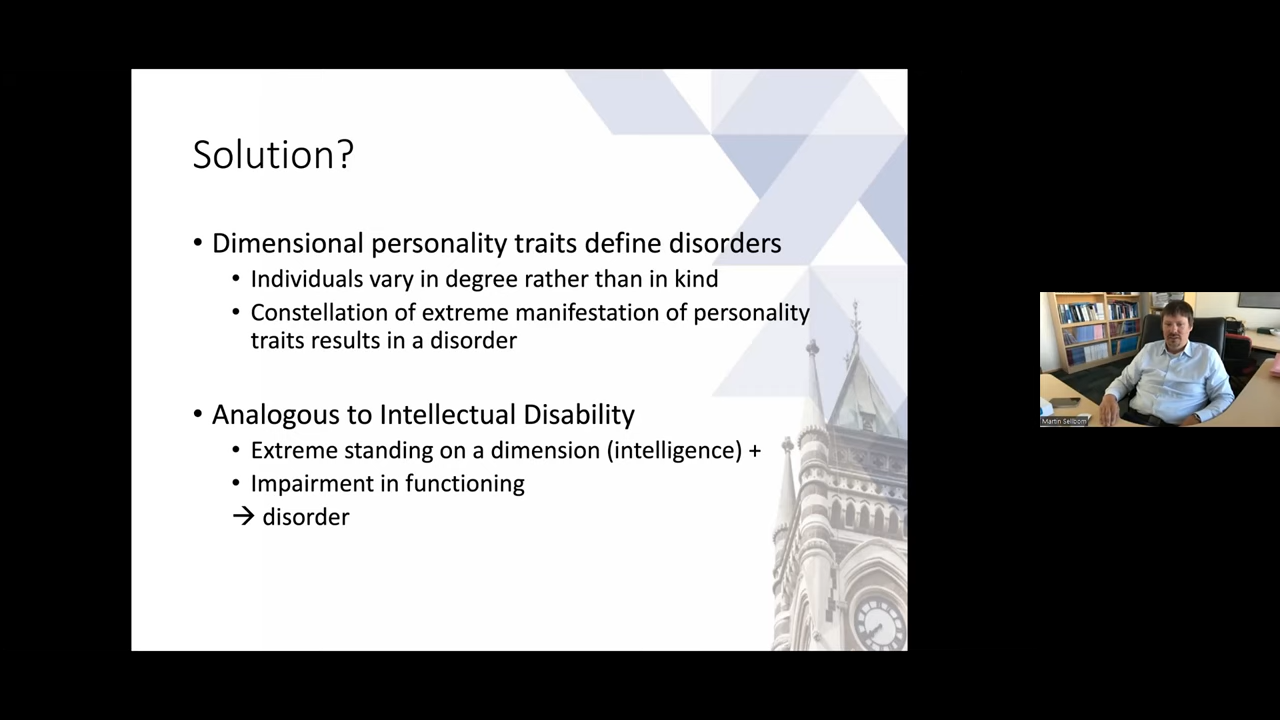 Solution?
• Dimensional personality traits define disorders
• Individuals vary in degree rather than in kind
• Constellation of extreme manifestation of personality
traits results in a disorder
• Analogous to Intellectual Disability
• Extreme standing on a dimension (intelligence) +
• Impairment in functioning
→ disorder
Martin Sellbom